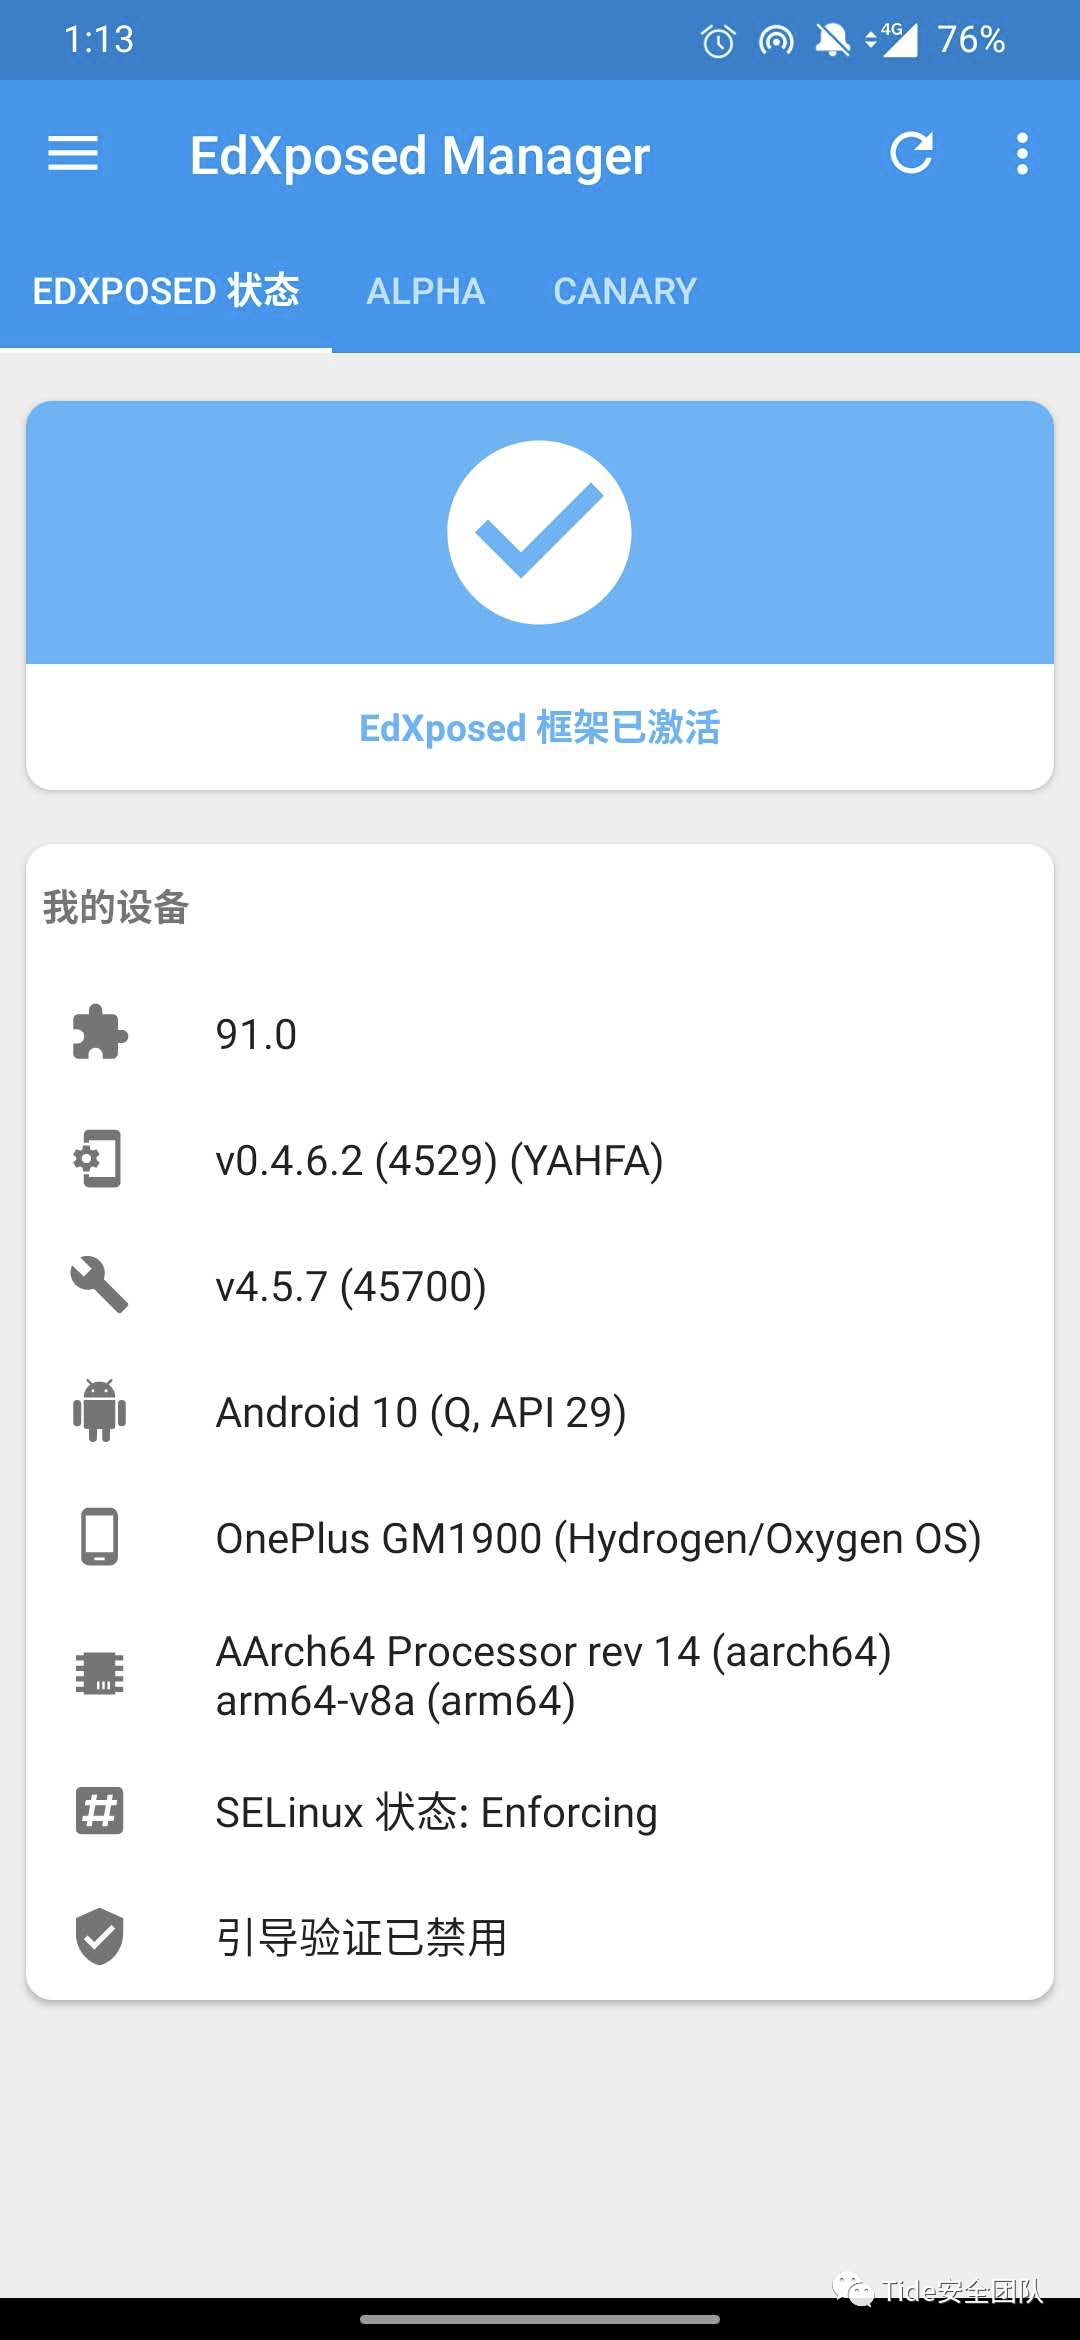 1:13
4G
76%
EdXposed Manager
EDXPOSED 状态
ALPHA
CANARY
EdXposed 框架已激活
我的设备
91.0
v0.4.6.2 (4529) (YAHFA)
v4.5.7 (45700)
Android 10 (Q, API 29)
OnePlus GM1900 (Hydrogen/Oxygen OS)
AArch64 Processor rev 14 (aarch64)
arm64-v8a (arm64)
SELinux 状态: Enforcing
引导验证已禁用
Tide安全团队